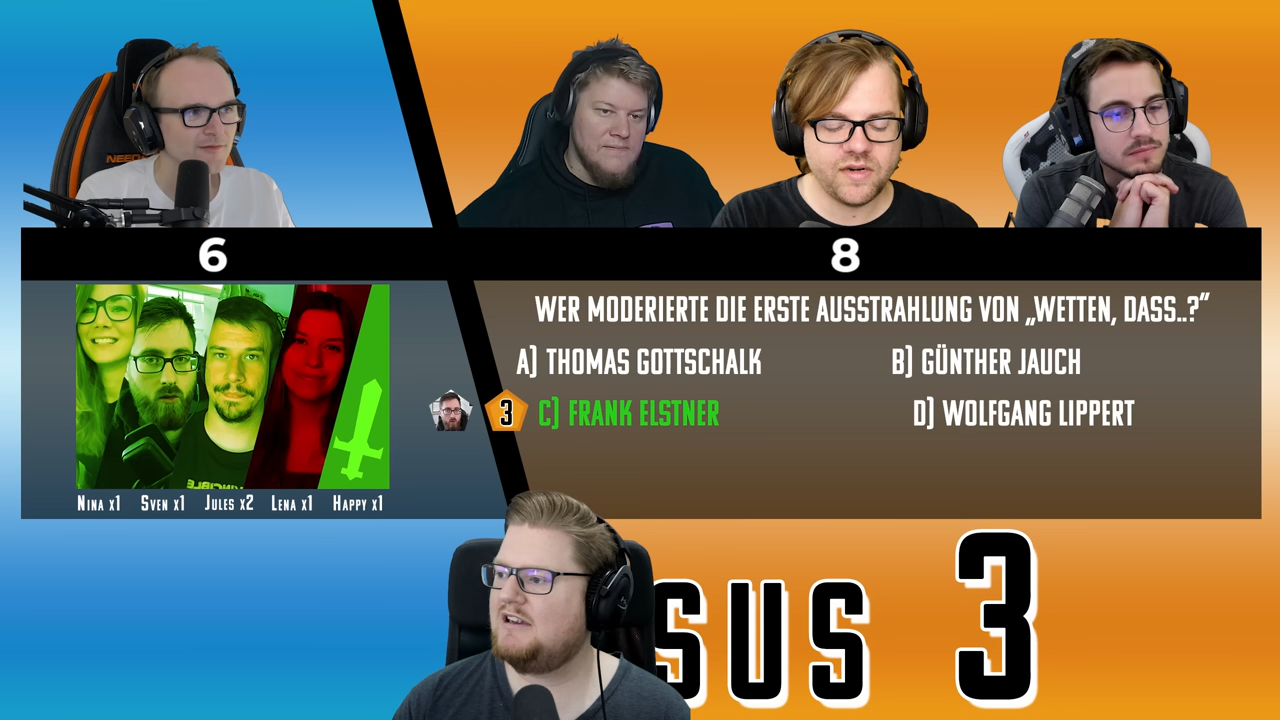 6
8
WER MODERIERTE DIE ERSTE AUSSTRAHLUNG VON „WETTEN, DASS..?"
A) THOMAS GOTTSCHALK
B) GÜNTHER JAUCH
3
C) FRANK ELSTNER
D) WOLFGANG LIPPERT
NINA X1 SVEN X1 JULES X2 LENA X1 HAPPY X1
SUS 3